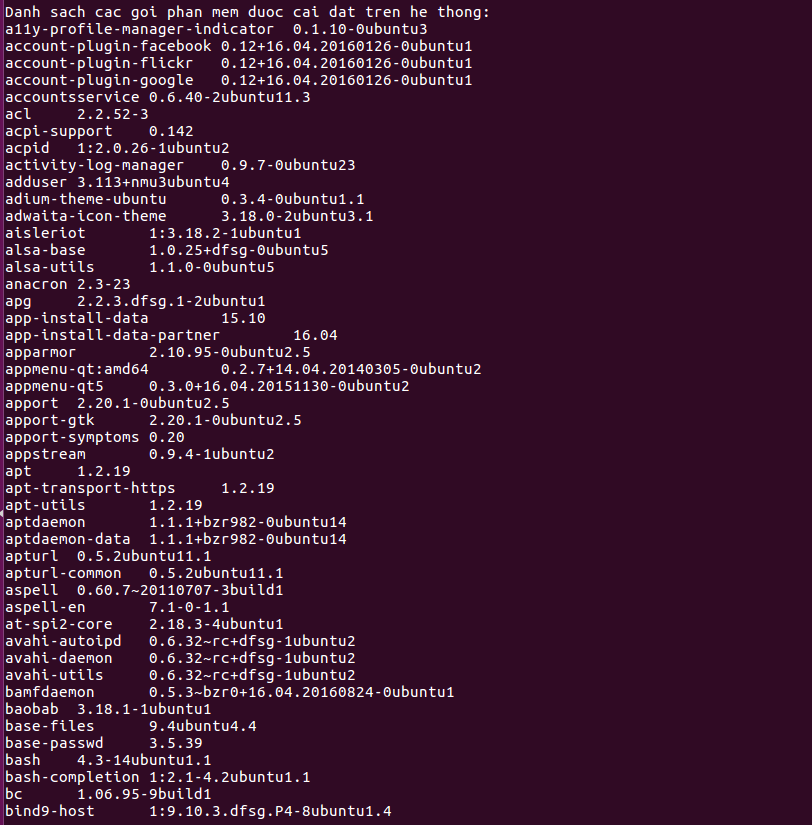 Danh sach cac goi phan mem duoc cai dat tren he thong:
a11y-profile-manager-indicator  0.1.10-0ubuntu3
account-plugin-facebook 0.12+16.04.20160126-0ubuntu1
account-plugin-flickr   0.12+16.04.20160126-0ubuntu1
account-plugin-google   0.12+16.04.20160126-0ubuntu1
accountsservice 0.6.40-2ubuntu11.3
acl     2.2.52-3
acpi-support    0.142
acpid   1:2.0.26-1ubuntu2
activity-log-manager    0.9.7-0ubuntu23
adduser 3.113+nmu3ubuntu4
adium-theme-ubuntu      0.3.4-0ubuntu1.1
adwaita-icon-theme      3.18.0-2ubuntu3.1
aisleriot       1:3.18.2-1ubuntu1
alsa-base       1.0.25+dfsg-0ubuntu5
alsa-utils      1.1.0-0ubuntu5
anacron 2.3-23
apg     2.2.3.dfsg.1-2ubuntu1
app-install-data        15.10
app-install-data-partner        16.04
apparmor        2.10.95-0ubuntu2.5
appmenu-qt:amd64        0.2.7+14.04.20140305-0ubuntu2
appmenu-qt5     0.3.0+16.04.20151130-0ubuntu2
apport  2.20.1-0ubuntu2.5
apport-gtk      2.20.1-0ubuntu2.5
apport-symptoms 0.20
appstream       0.9.4-1ubuntu2
apt     1.2.19
apt-transport-https     1.2.19
apt-utils       1.2.19
aptdaemon       1.1.1+bzr982-0ubuntu14
aptdaemon-data  1.1.1+bzr982-0ubuntu14
apturl  0.5.2ubuntu11.1
apturl-common   0.5.2ubuntu11.1
aspell  0.60.7~20110707-3build1
aspell-en       7.1-0-1.1
at-spi2-core    2.18.3-4ubuntu1
avahi-autoipd   0.6.32~rc+dfsg-1ubuntu2
avahi-daemon    0.6.32~rc+dfsg-1ubuntu2
avahi-utils     0.6.32~rc+dfsg-1ubuntu2
bamfdaemon      0.5.3~bzr0+16.04.20160824-0ubuntu1
baobab  3.18.1-1ubuntu1
base-files      9.4ubuntu4.4
base-passwd     3.5.39
bash    4.3-14ubuntu1.1
bash-completion 1:2.1-4.2ubuntu1.1
bc      1.06.95-9build1
bind9-host      1:9.10.3.dfsg.P4-8ubuntu1.4